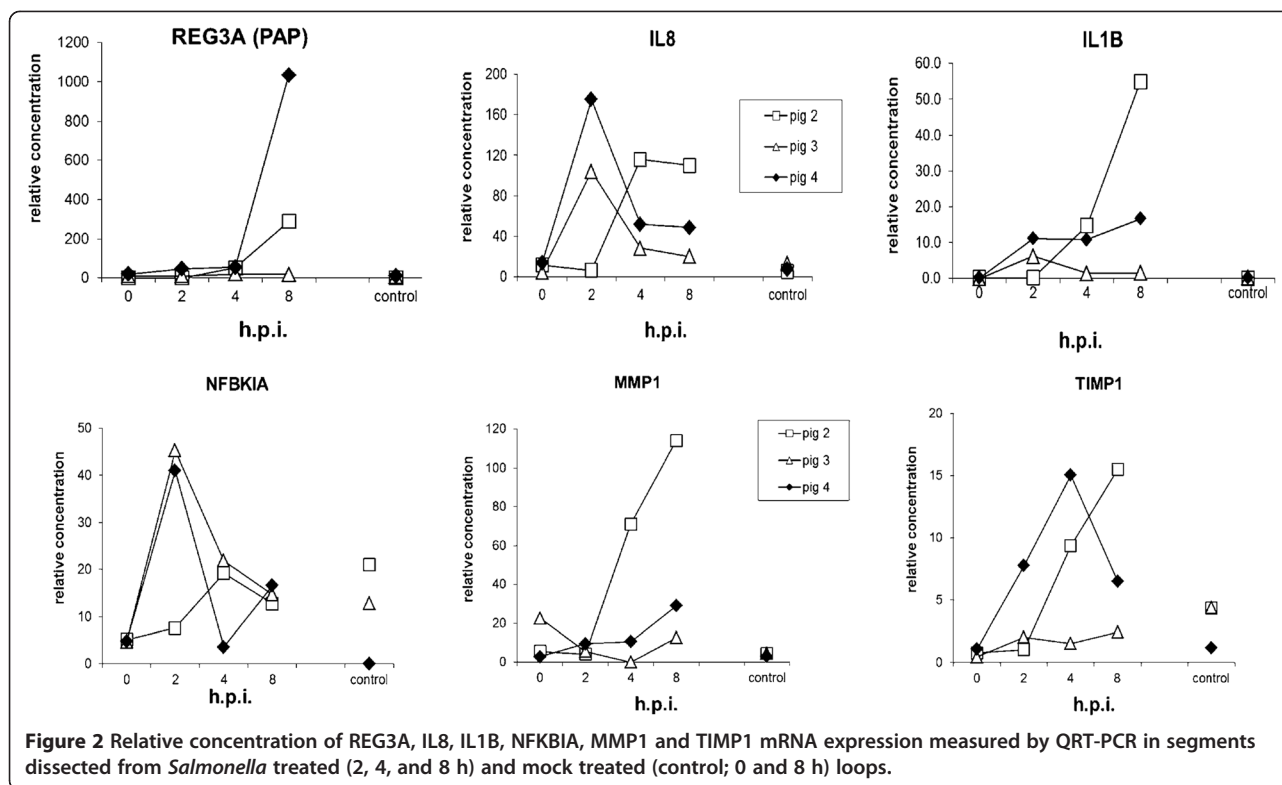 REG3A (PAP)
relative concentration
1200
1000
800
600
400
200
0
0 2 4 8 control
h.p.i.
IL8
relative concentration
200
160
120
80
40
0
0 2 4 8 control
h.p.i.
pig 2
pig 3
pig 4
IL1B
relative concentration
60.0
50.0
40.0
30.0
20.0
10.0
0.0
0 2 4 8 control
h.p.i.
NFBKIA
relative concentration
50
40
30
20
10
0
0 2 4 8 control
h.p.i.
MMP1
relative concentration
120
100
80
60
40
20
0
0 2 4 8 control
h.p.i.
pig 2
pig 3
pig 4
TIMP1
relative concentration
20
15
10
5
0
0 2 4 8 control
h.p.i.
Figure 2 Relative concentration of REG3A, IL8, IL1B, NFKBIA, MMP1 and TIMP1 mRNA expression measured by QRT-PCR in segments
dissected from Salmonella treated (2, 4, and 8 h) and mock treated (control; 0 and 8 h) loops.